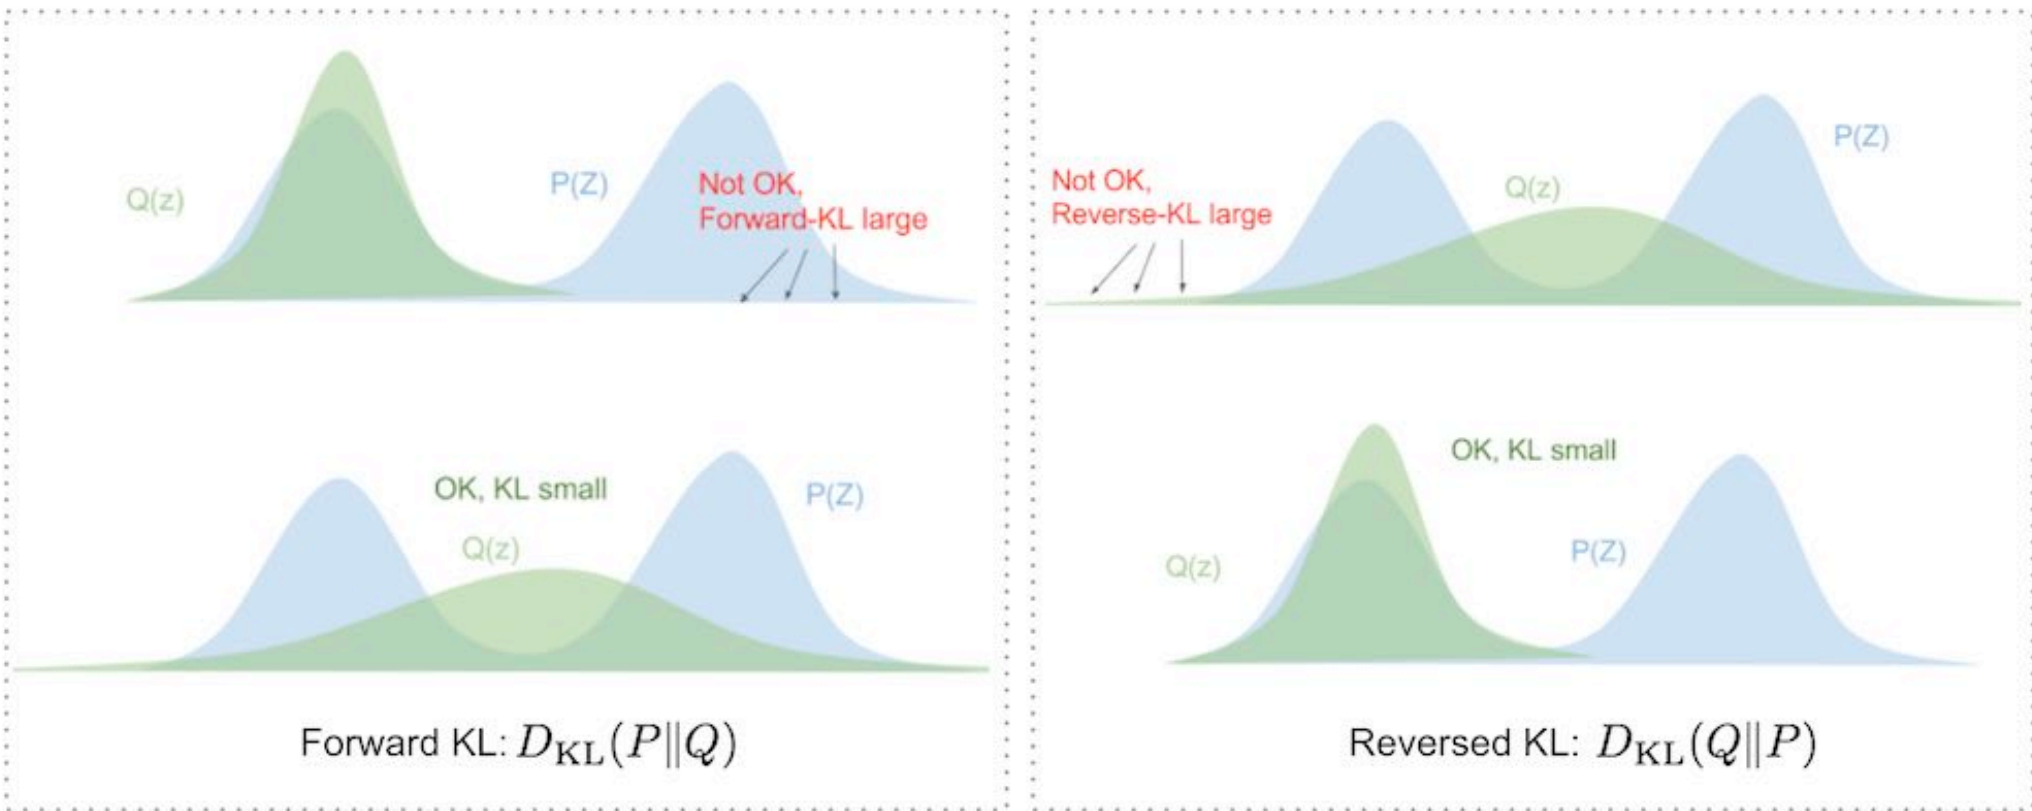 Q(z)
P(Z)
Not OK,
Forward-KL large
OK, KL small
Q(z)
P(Z)
Forward KL: D_KL(P‖Q)
Not OK,
Reverse-KL large
Q(z)
P(Z)
OK, KL small
Q(z)
P(Z)
Reversed KL: D_KL(Q‖P)